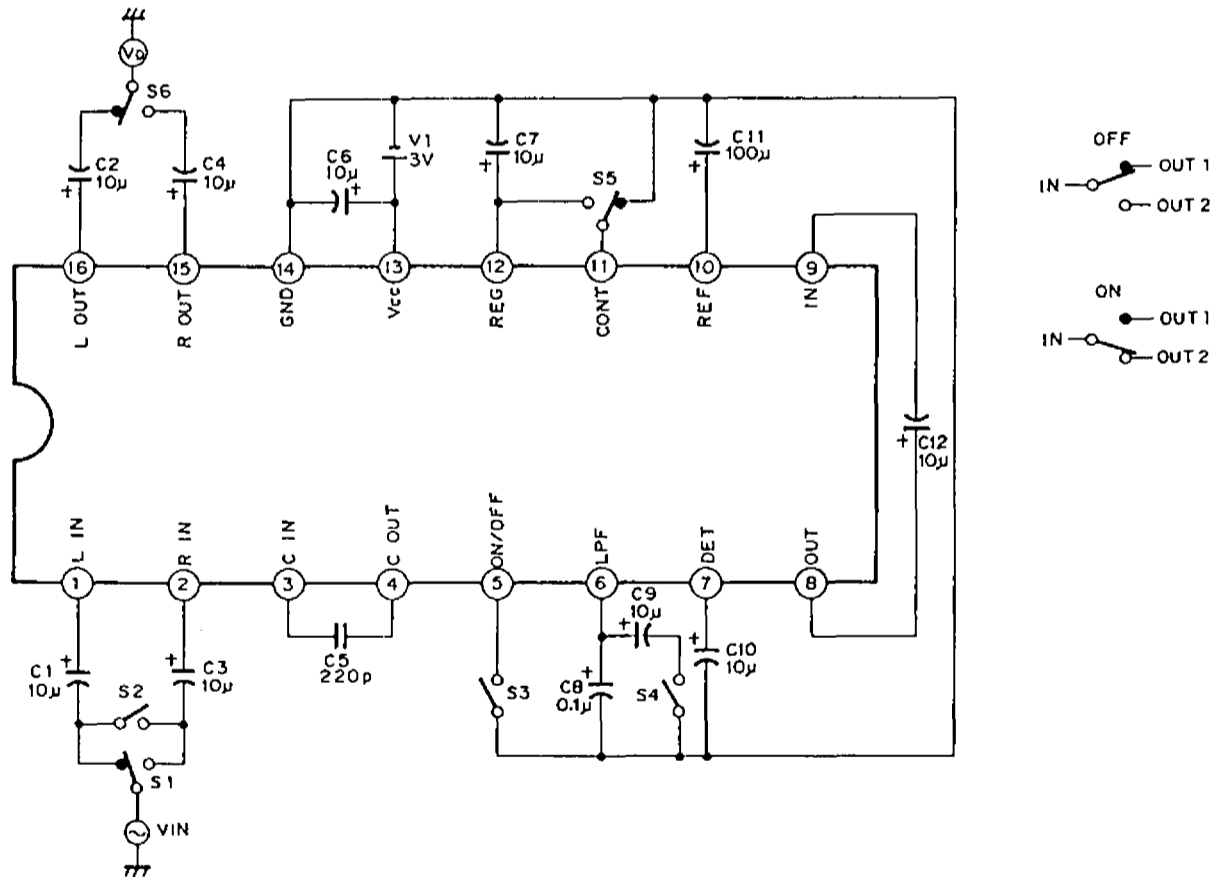 Vo
S6
C2
10μ
+
C4
10μ
+
C6
10μ
+
V1
3V
C7
10μ
+
S5
C11
100μ
+
OFF
IN
OUT 1
OUT 2
ON
IN
OUT 1
OUT 2
16
15
14
13
12
11
10
9
L OUT
R OUT
GND
Vcc
REG
CONT
REF
IN
C12
10μ
+
L IN
R IN
C IN
C OUT
ON/OFF
LPF
DET
OUT
1
2
3
4
5
6
7
8
C1
10μ
+
S2
C3
10μ
+
C5
220p
S3
C8
0.1μ
+
C9
10μ
+
S4
C10
10μ
+
S1
VIN